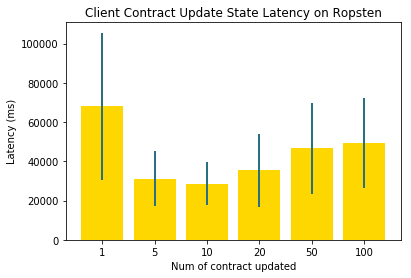 Client Contract Update State Latency on Ropsten
Latency (ms)
100000
80000
60000
40000
20000
0
1 5 10 20 50 100
Num of contract updated